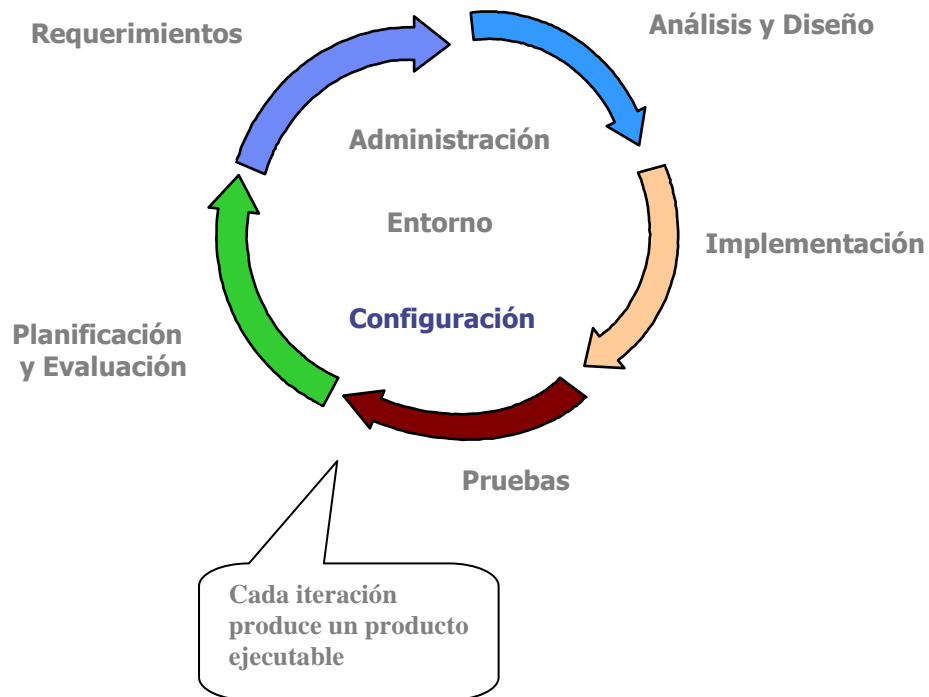 Requerimientos
Análisis y Diseño
Administración
Entorno
Implementación
Configuración
Planificación
y Evaluación
Pruebas
Cada iteración
produce un producto
ejecutable